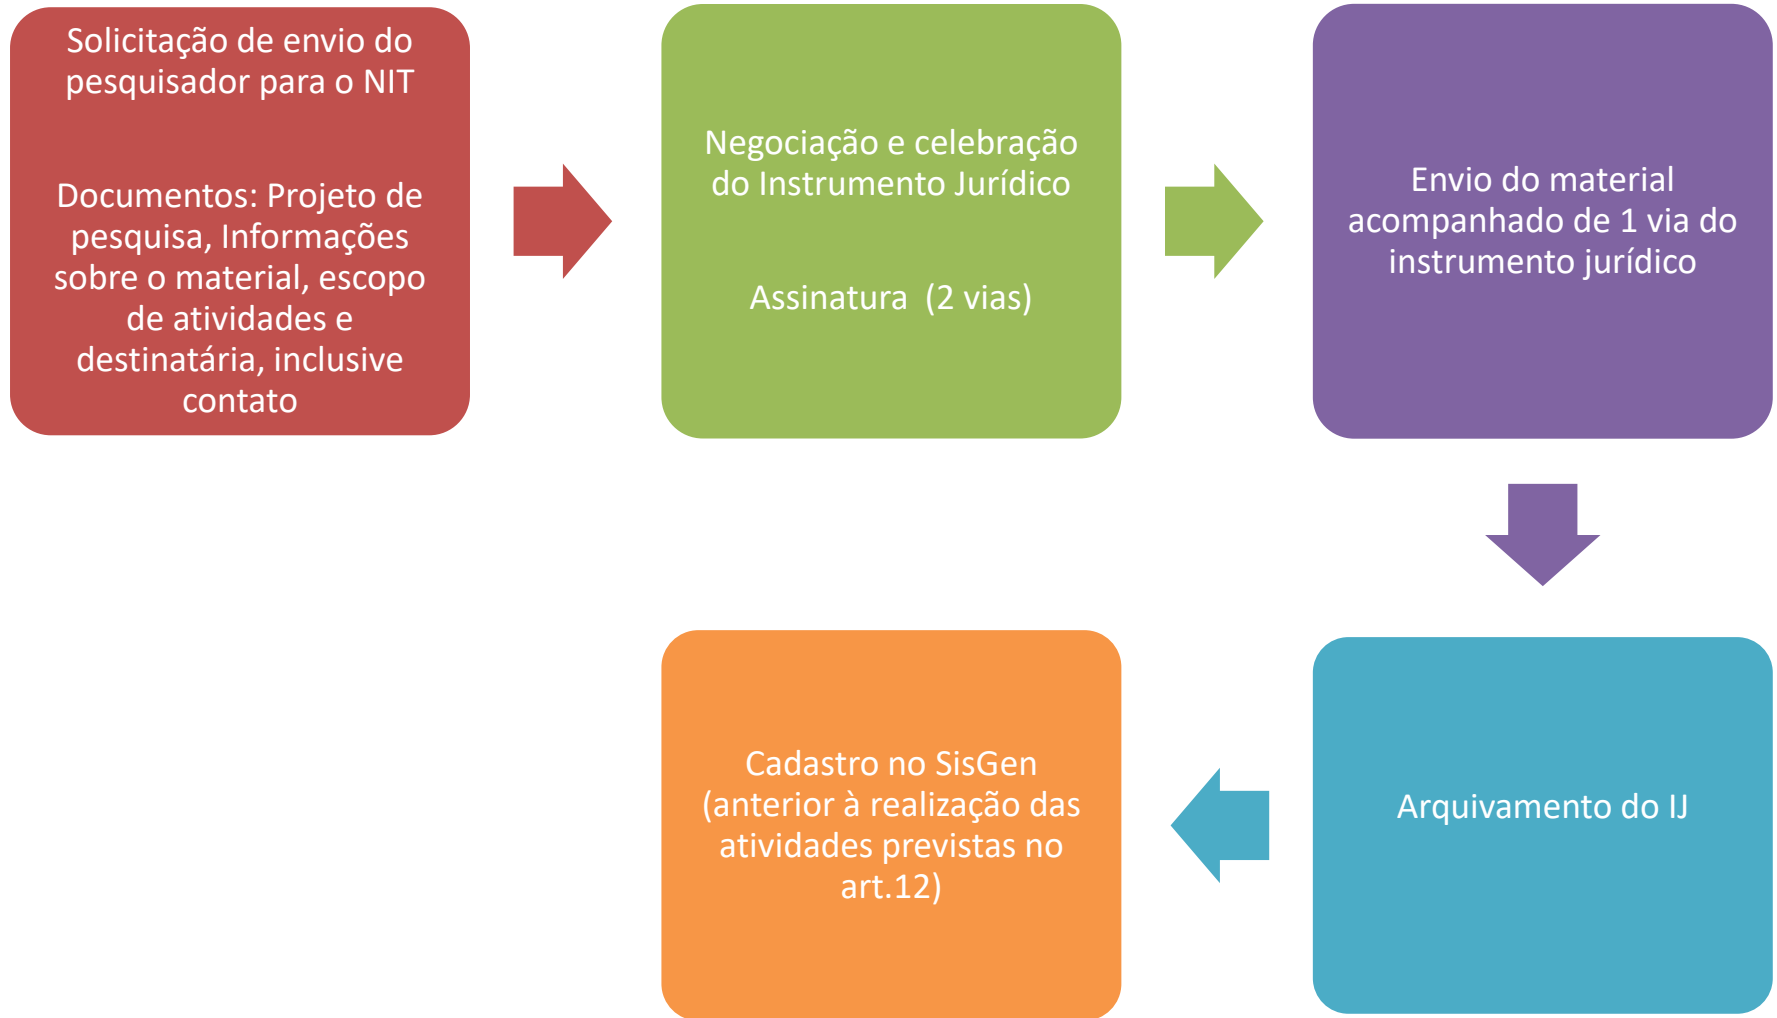 Solicitação de envio do
pesquisador para o NIT
Documentos: Projeto de
pesquisa, Informações
sobre o material, escopo
de atividades e
destinatária, inclusive
contato
Negociação e celebração
do Instrumento Jurídico
Assinatura (2 vias)
Envio do material
acompanhado de 1 via do
instrumento jurídico
Arquivamento do IJ
Cadastro no SisGen
(anterior à realização das
atividades previstas no
art.12)